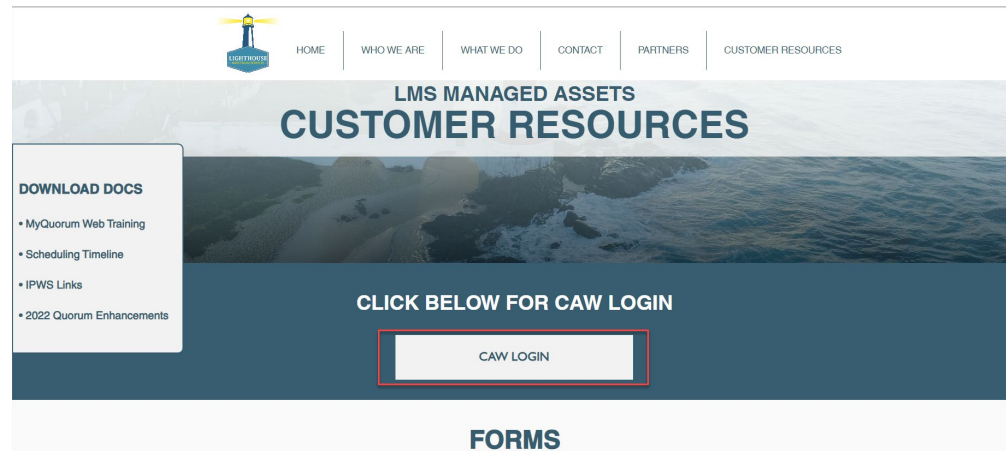 LIGHTHOUSE
HOME
WHO WE ARE
WHAT WE DO
CONTACT
PARTNERS
CUSTOMER RESOURCES
LMS MANAGED ASSETS
CUSTOMER RESOURCES
DOWNLOAD DOCS
• MyQuorum Web Training
• Scheduling Timeline
• IPWS Links
• 2022 Quorum Enhancements
CLICK BELOW FOR CAW LOGIN
CAW LOGIN
FORMS